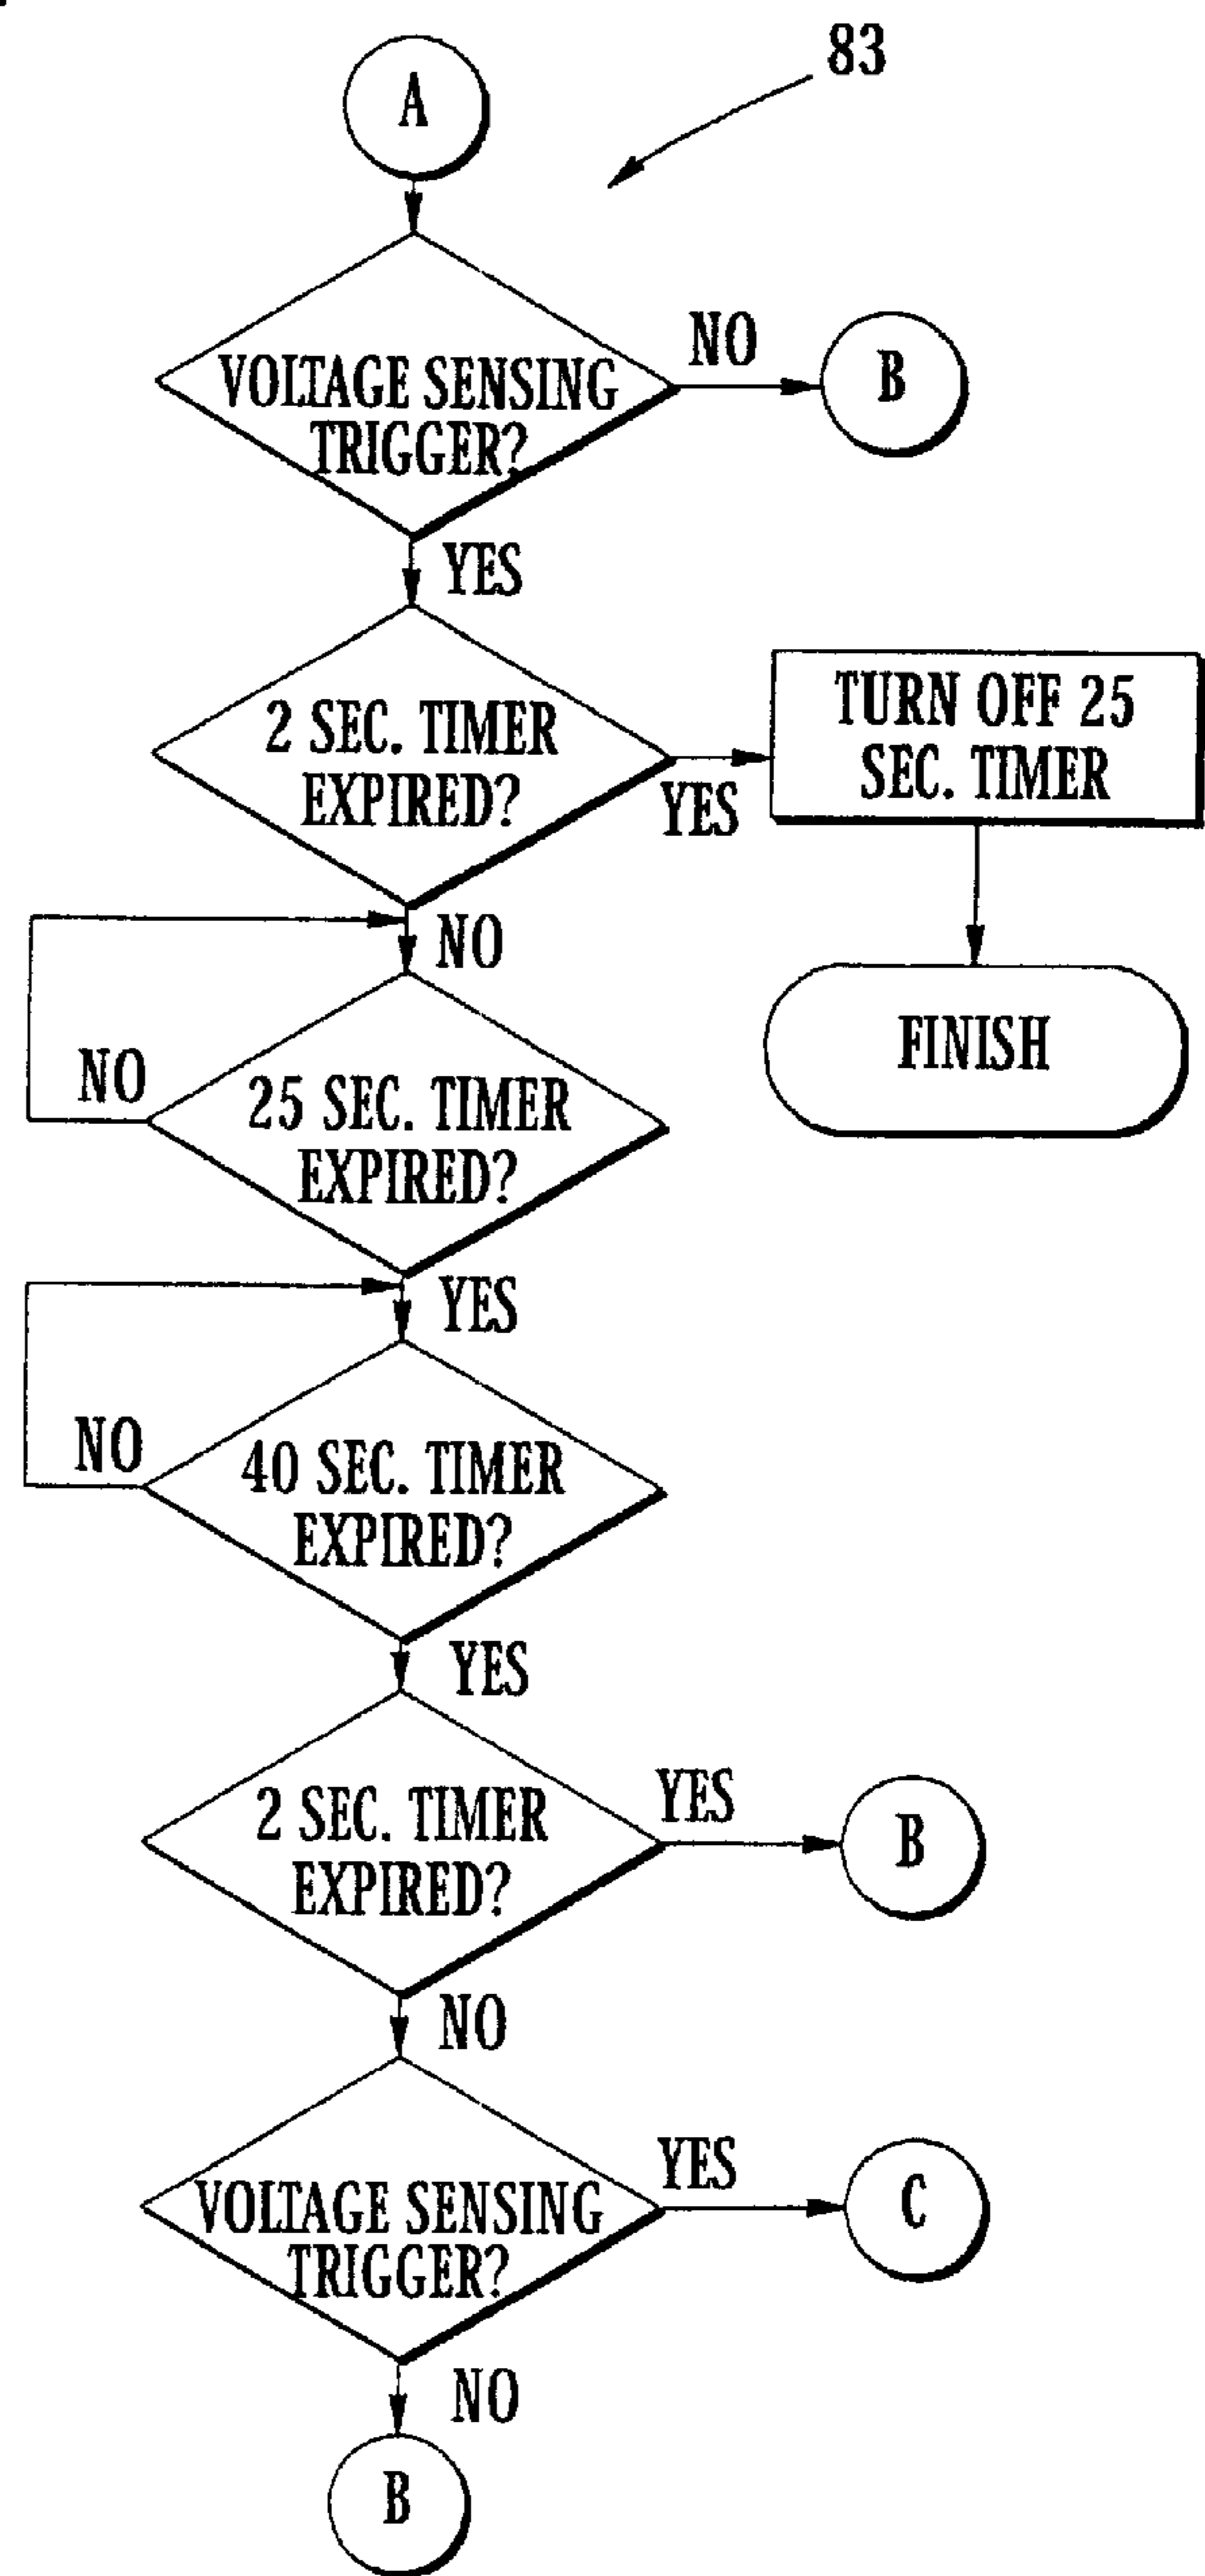 83
A
VOLTAGE SENSING
TRIGGER?
NO
B
YES
2 SEC. TIMER
EXPIRED?
YES
TURN OFF 25
SEC. TIMER
FINISH
NO
25 SEC. TIMER
EXPIRED?
NO
YES
40 SEC. TIMER
EXPIRED?
NO
YES
2 SEC. TIMER
EXPIRED?
YES
B
NO
VOLTAGE SENSING
TRIGGER?
YES
C
NO
B